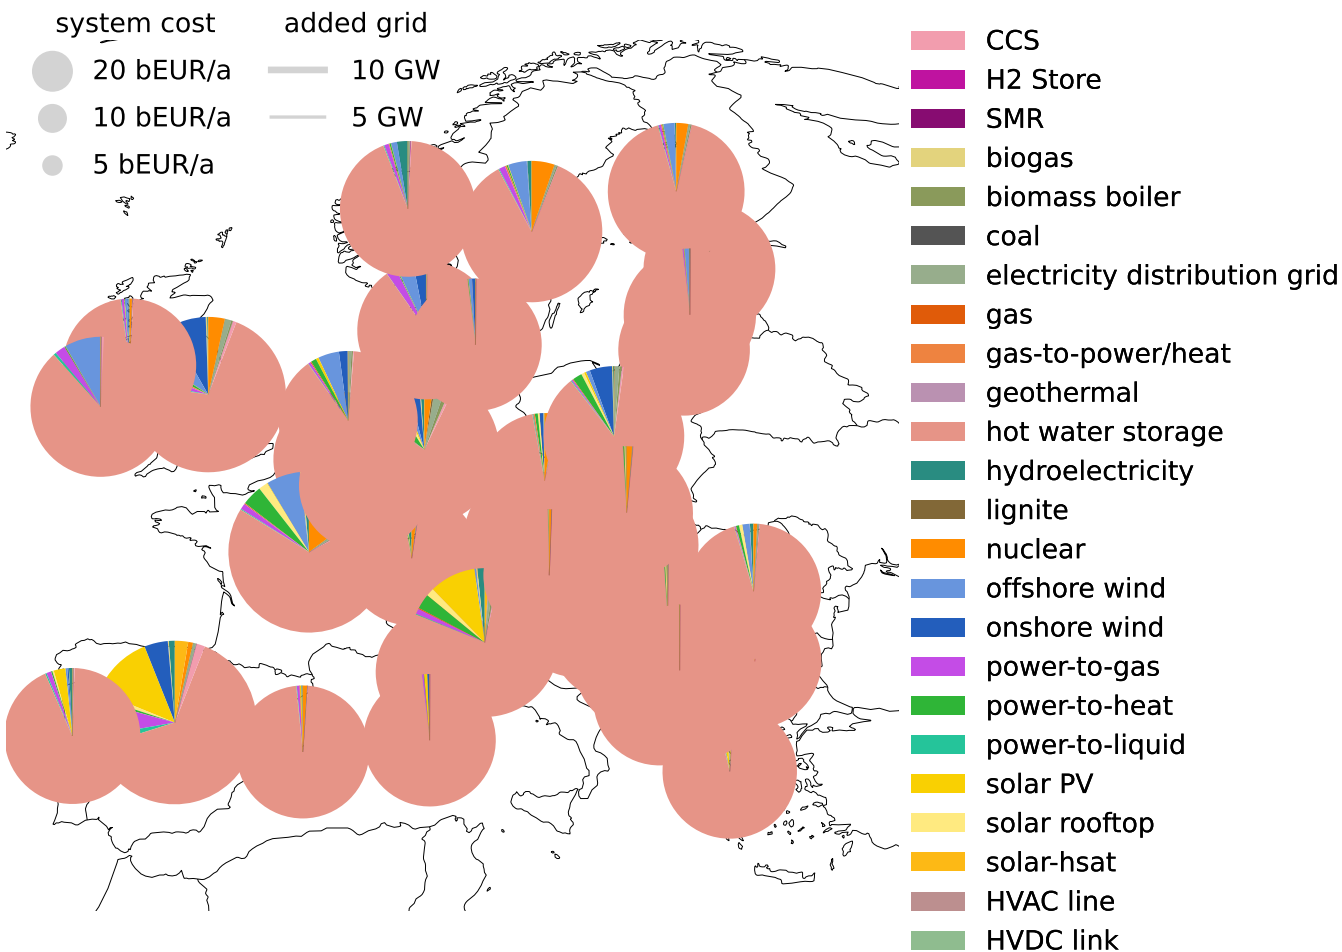 system cost
20 bEUR/a
10 bEUR/a
5 bEUR/a
added grid
10 GW
5 GW
CCS
H2 Store
SMR
biogas
biomass boiler
coal
electricity distribution grid
gas
gas-to-power/heat
geothermal
hot water storage
hydroelectricity
lignite
nuclear
offshore wind
onshore wind
power-to-gas
power-to-heat
power-to-liquid
solar PV
solar rooftop
solar-hsat
HVAC line
HVDC link